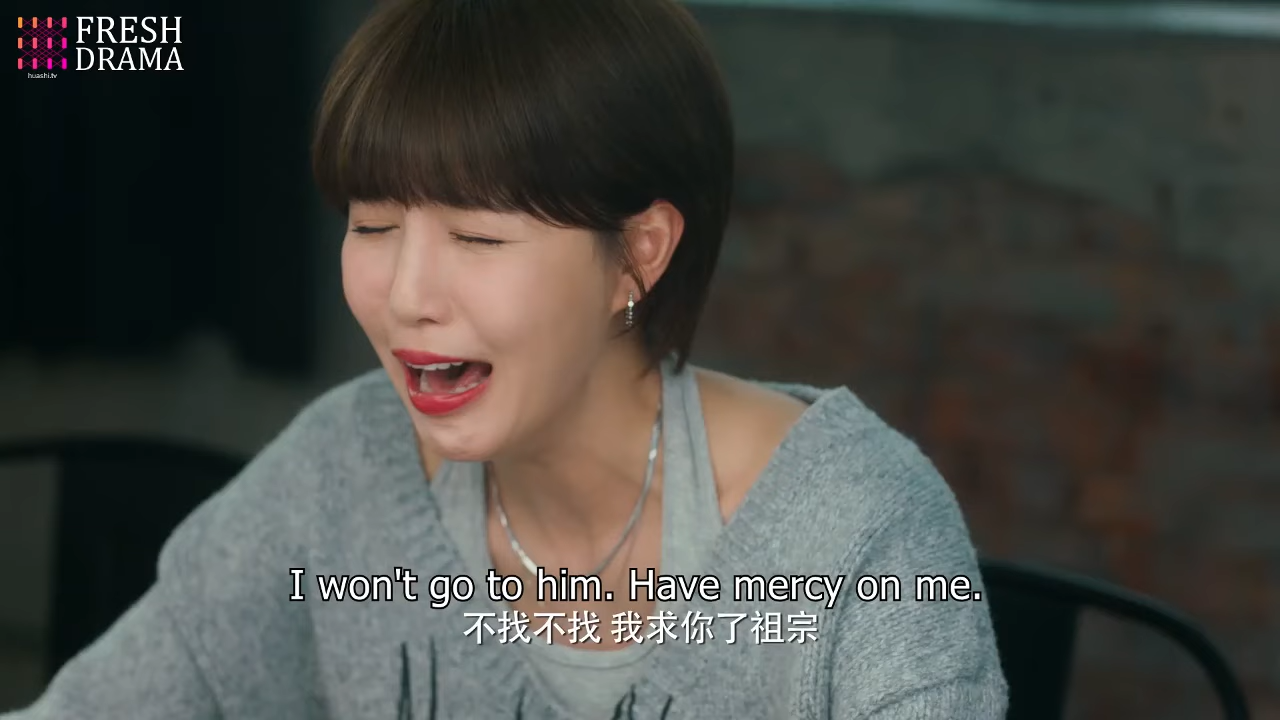 FRESH
DRAMA
huashi.tv
I won't go to him. Have mercy on me.
不找不找 我求你了祖宗